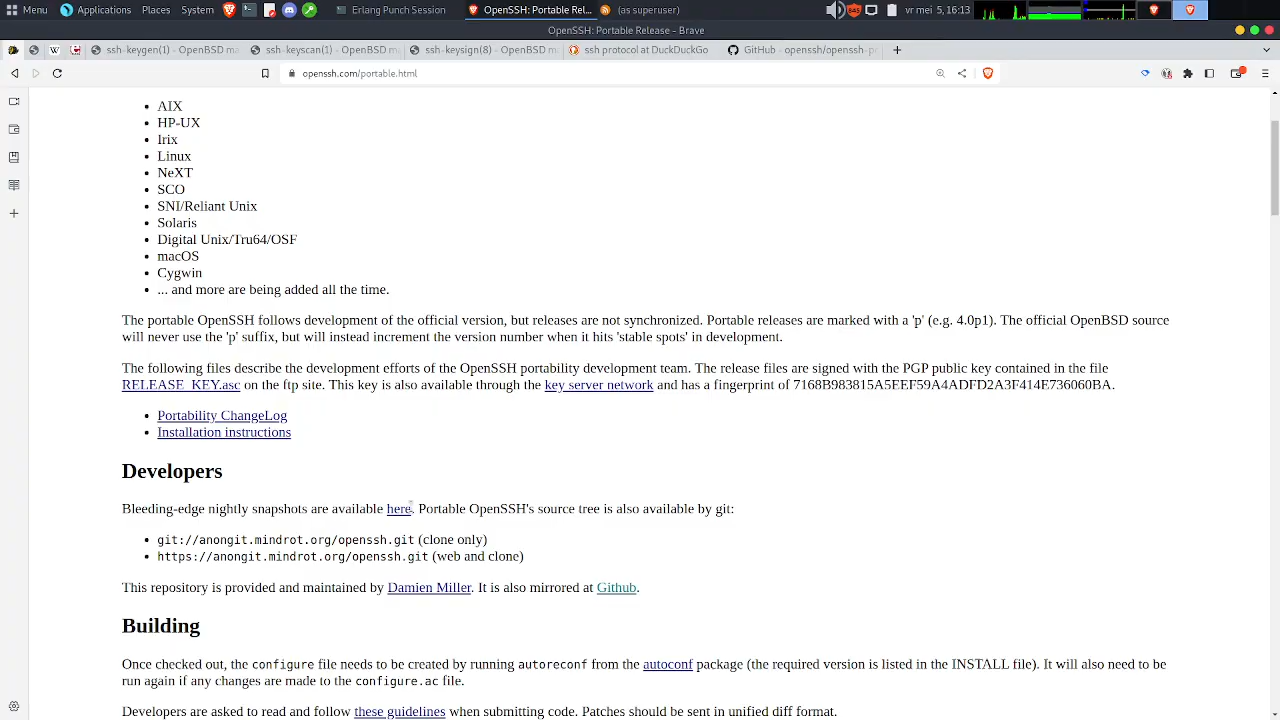 Menu Applications Places System Erlang Punch Session OpenSSH: Portable Rel... (as superuser) vr mei 5, 16:13
OpenSSH: Portable Release - Brave
ssh-keygen(1) - OpenBSD ma ssh-keyscan(1) - OpenBSD ma ssh-keysign(8) - OpenBSD m ssh protocol at DuckDuckGo GitHub - openssh/openssh-po
openssh.com/portable.html
• AIX
• HP-UX
• Irix
• Linux
• NeXT
• SCO
• SNI/Reliant Unix
• Solaris
• Digital Unix/Tru64/OSF
• macOS
• Cygwin
• ... and more are being added all the time.
The portable OpenSSH follows development of the official version, but releases are not synchronized. Portable releases are marked with a 'p' (e.g. 4.0p1). The official OpenBSD source
will never use the 'p' suffix, but will instead increment the version number when it hits 'stable spots' in development.
The following files describe the development efforts of the OpenSSH portability development team. The release files are signed with the PGP public key contained in the file
RELEASE_KEY.asc on the ftp site. This key is also available through the key server network and has a fingerprint of 7168B983815A5EEF59A4ADFD2A3F414E736060BA.
• Portability ChangeLog
• Installation instructions
Developers
Bleeding-edge nightly snapshots are available here. Portable OpenSSH's source tree is also available by git:
• git://anongit.mindrot.org/openssh.git (clone only)
• https://anongit.mindrot.org/openssh.git (web and clone)
This repository is provided and maintained by Damien Miller. It is also mirrored at Github.
Building
Once checked out, the configure file needs to be created by running autoreconf from the autoconf package (the required version is listed in the INSTALL file). It will also need to be
run again if any changes are made to the configure.ac file.
Developers are asked to read and follow these guidelines when submitting code. Patches should be sent in unified diff format.